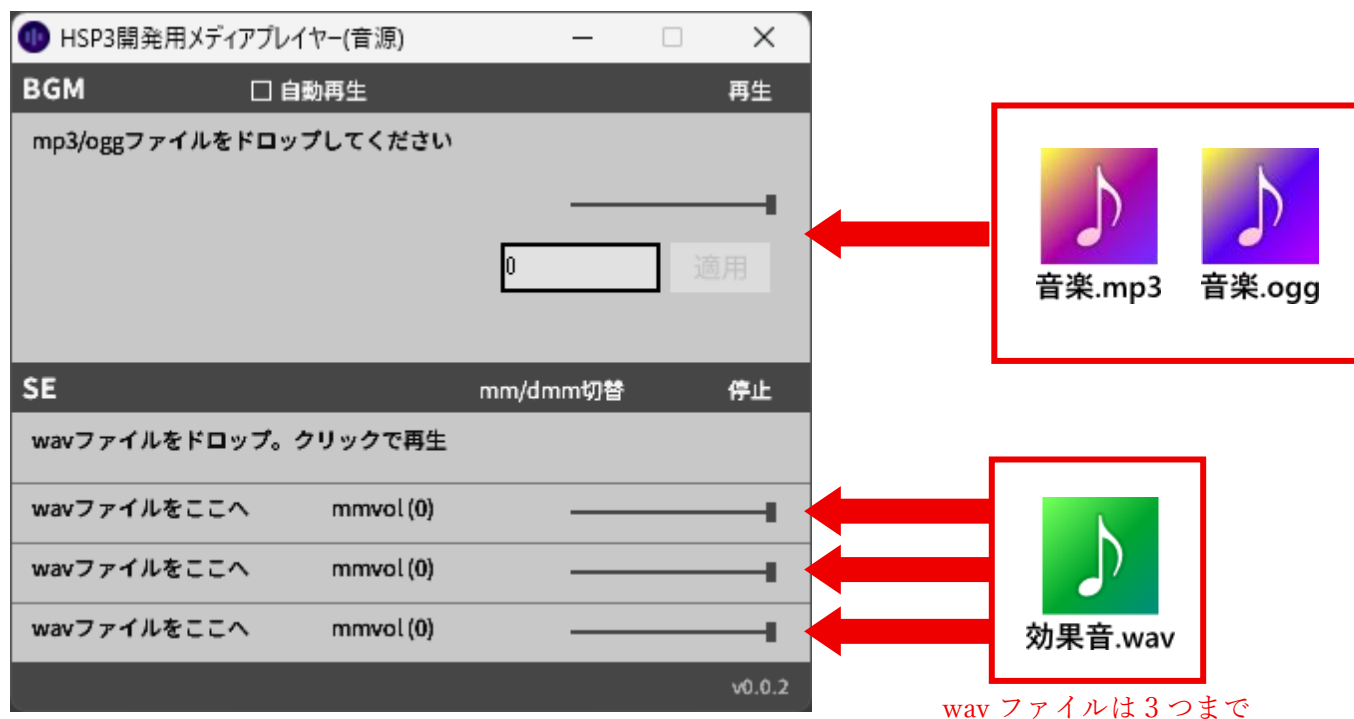 HSP3開発用メディアプレイヤー(音源)
BGM
自動再生
再生
mp3/oggファイルをドロップしてください
0
適用
音楽.mp3
音楽.ogg
SE
mm/dmm切替
停止
wavファイルをドロップ。クリックで再生
wavファイルをここへ
mmvol(0)
wavファイルをここへ
mmvol(0)
wavファイルをここへ
mmvol(0)
効果音.wav
v0.0.2
wav ファイルは３つまで